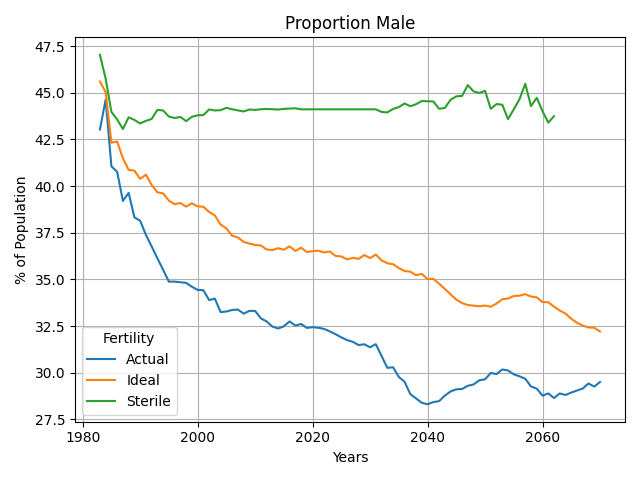 Proportion Male
% of Population
47.5
45.0
42.5
40.0
37.5
35.0
32.5
30.0
27.5
Fertility
Actual
Ideal
Sterile
1980
2000
2020
2040
2060
Years